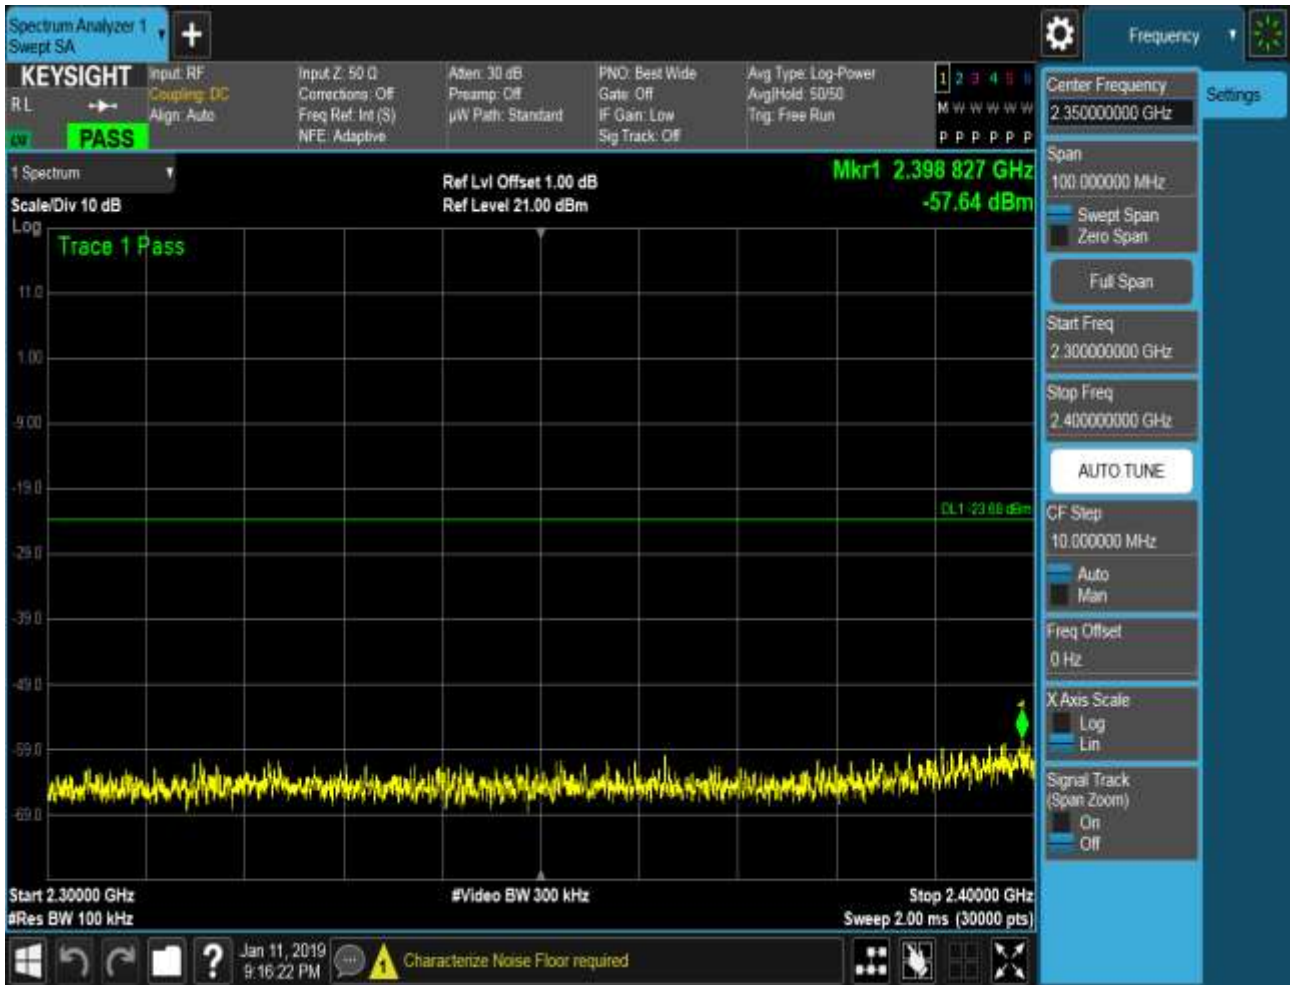 Spectrum Analyzer 1
Swept SA
Frequency
KEYSIGHT
Input: RF
Coupling: DC
Align: Auto
Input Z: 50 Ω
Corrections: Off
Freq Ref: Int (S)
NFE: Adaptive
Atten: 30 dB
Preamp: Off
µW Path: Standard
PNO: Best Wide
Gate: Off
IF Gain: Low
Sig Track: Off
Avg Type: Log-Power
Avg|Hold: 50/50
Trig: Free Run
1 2 3 4 5 6
M W W W W W
P P P P P P
R L
PASS
1 Spectrum
Scale/Div 10 dB
Log
Ref Lvl Offset 1.00 dB
Ref Level 21.00 dBm
Mkr1 2.398 827 GHz
-57.64 dBm
Trace 1 Pass
11.0
1.00
-9.00
-19.0
DL1 -23.68 dBm
-29.0
-39.0
-49.0
-59.0
-69.0
Start 2.30000 GHz
#Res BW 100 kHz
#Video BW 300 kHz
Stop 2.40000 GHz
Sweep 2.00 ms (30000 pts)
Center Frequency
2.350000000 GHz
Settings
Span
100.000000 MHz
Swept Span
Zero Span
Full Span
Start Freq
2.300000000 GHz
Stop Freq
2.400000000 GHz
AUTO TUNE
CF Step
10.000000 MHz
Auto
Man
Freq Offset
0 Hz
X Axis Scale
Log
Lin
Signal Track
(Span Zoom)
On
Off
?
Jan 11, 2019
9:16:22 PM
1
Characterize Noise Floor required